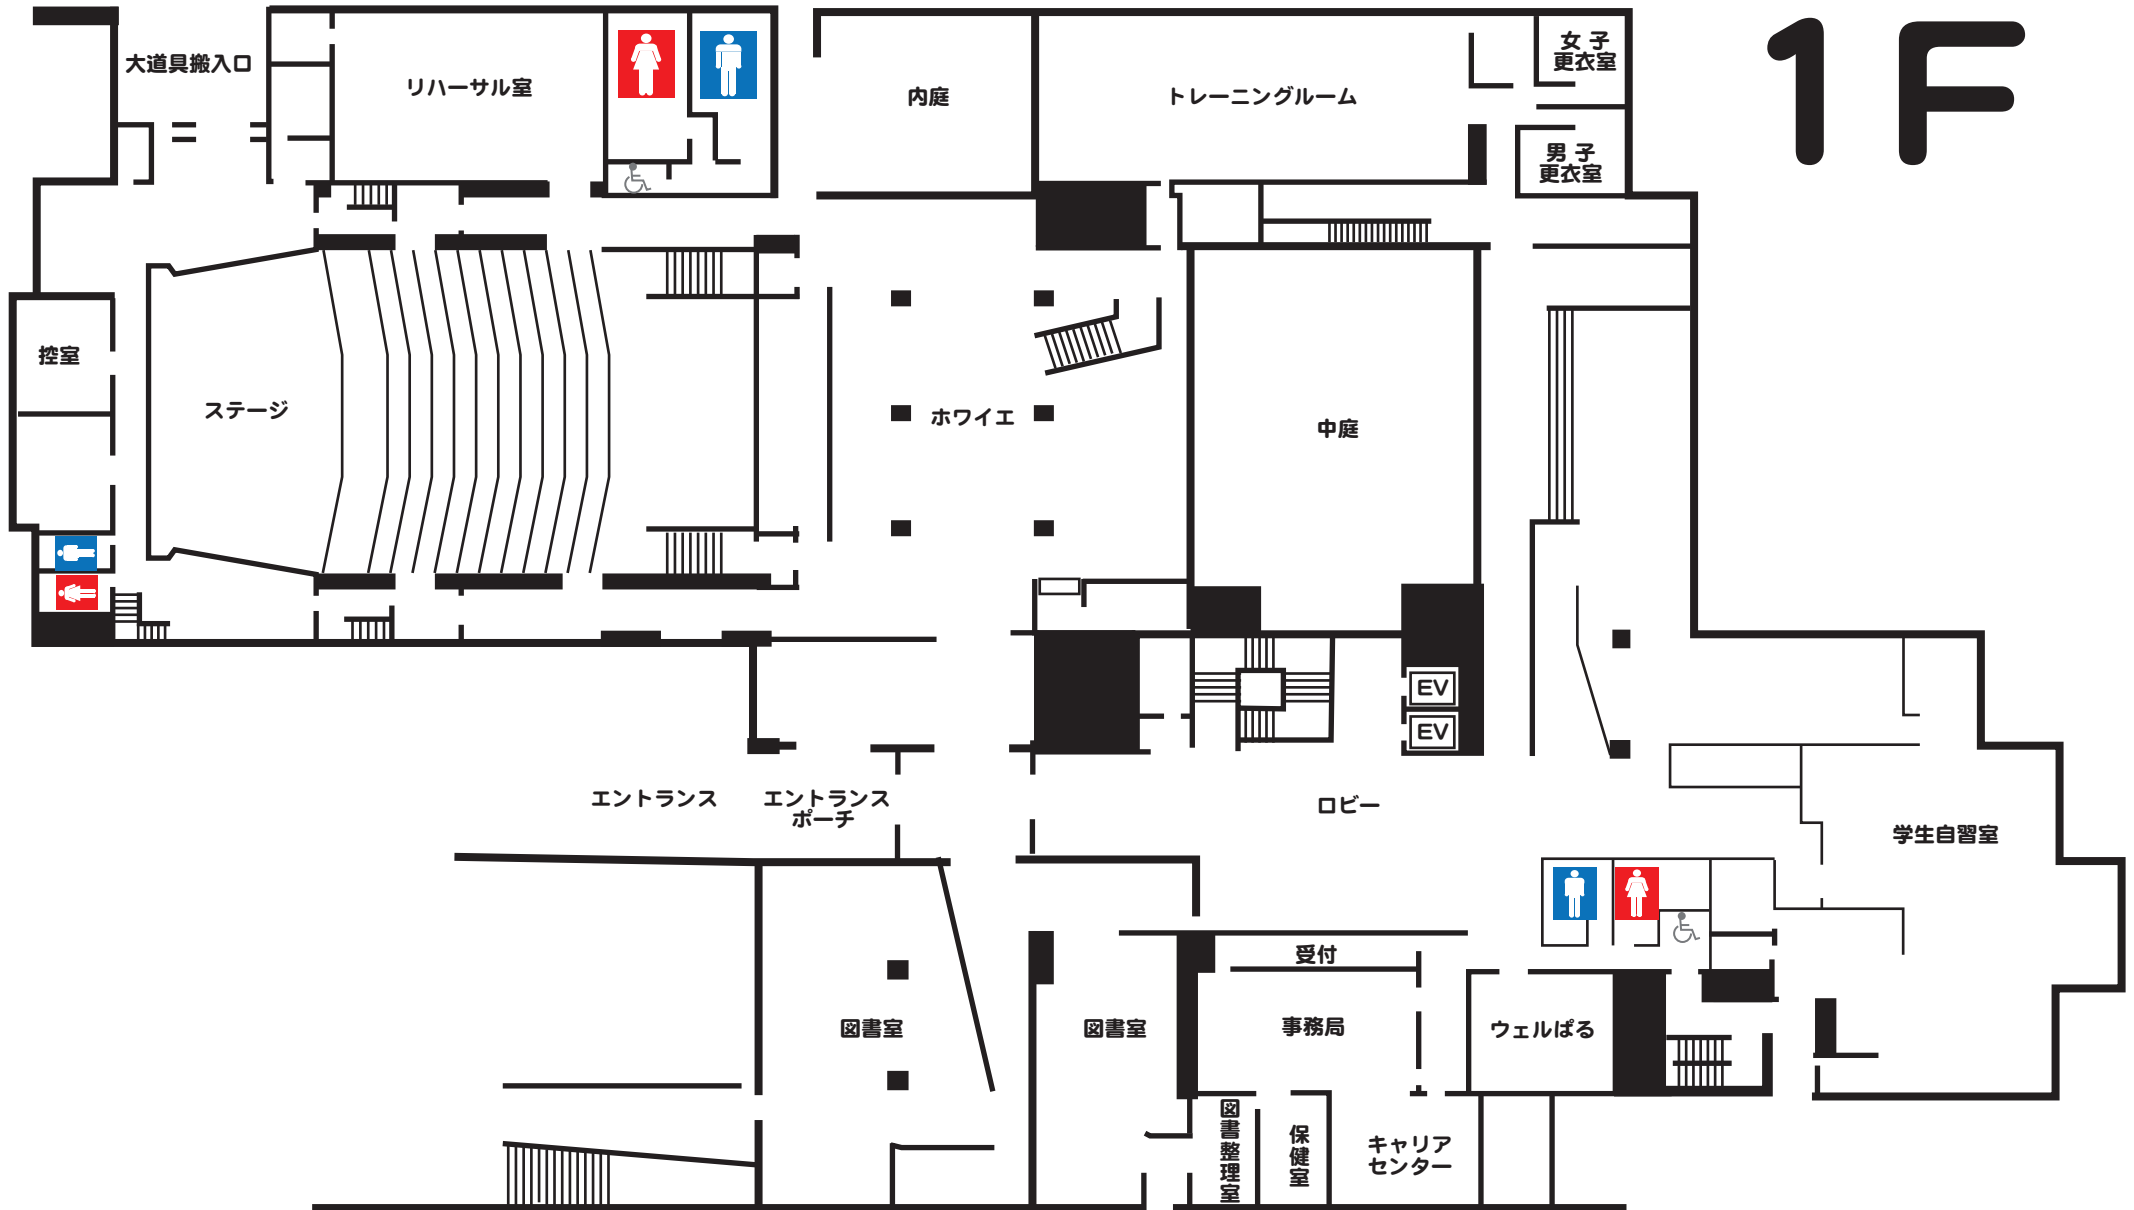 1F
大道具搬入口
リハーサル室
内庭
トレーニングルーム
女子
更衣室
男子
更衣室
控室
ステージ
ホワイエ
中庭
EV
EV
エントランス
エントランス
ポーチ
ロビー
学生自習室
受付
図書室
図書室
事務局
ウェルぱる
図書整理室
保健室
キャリア
センター